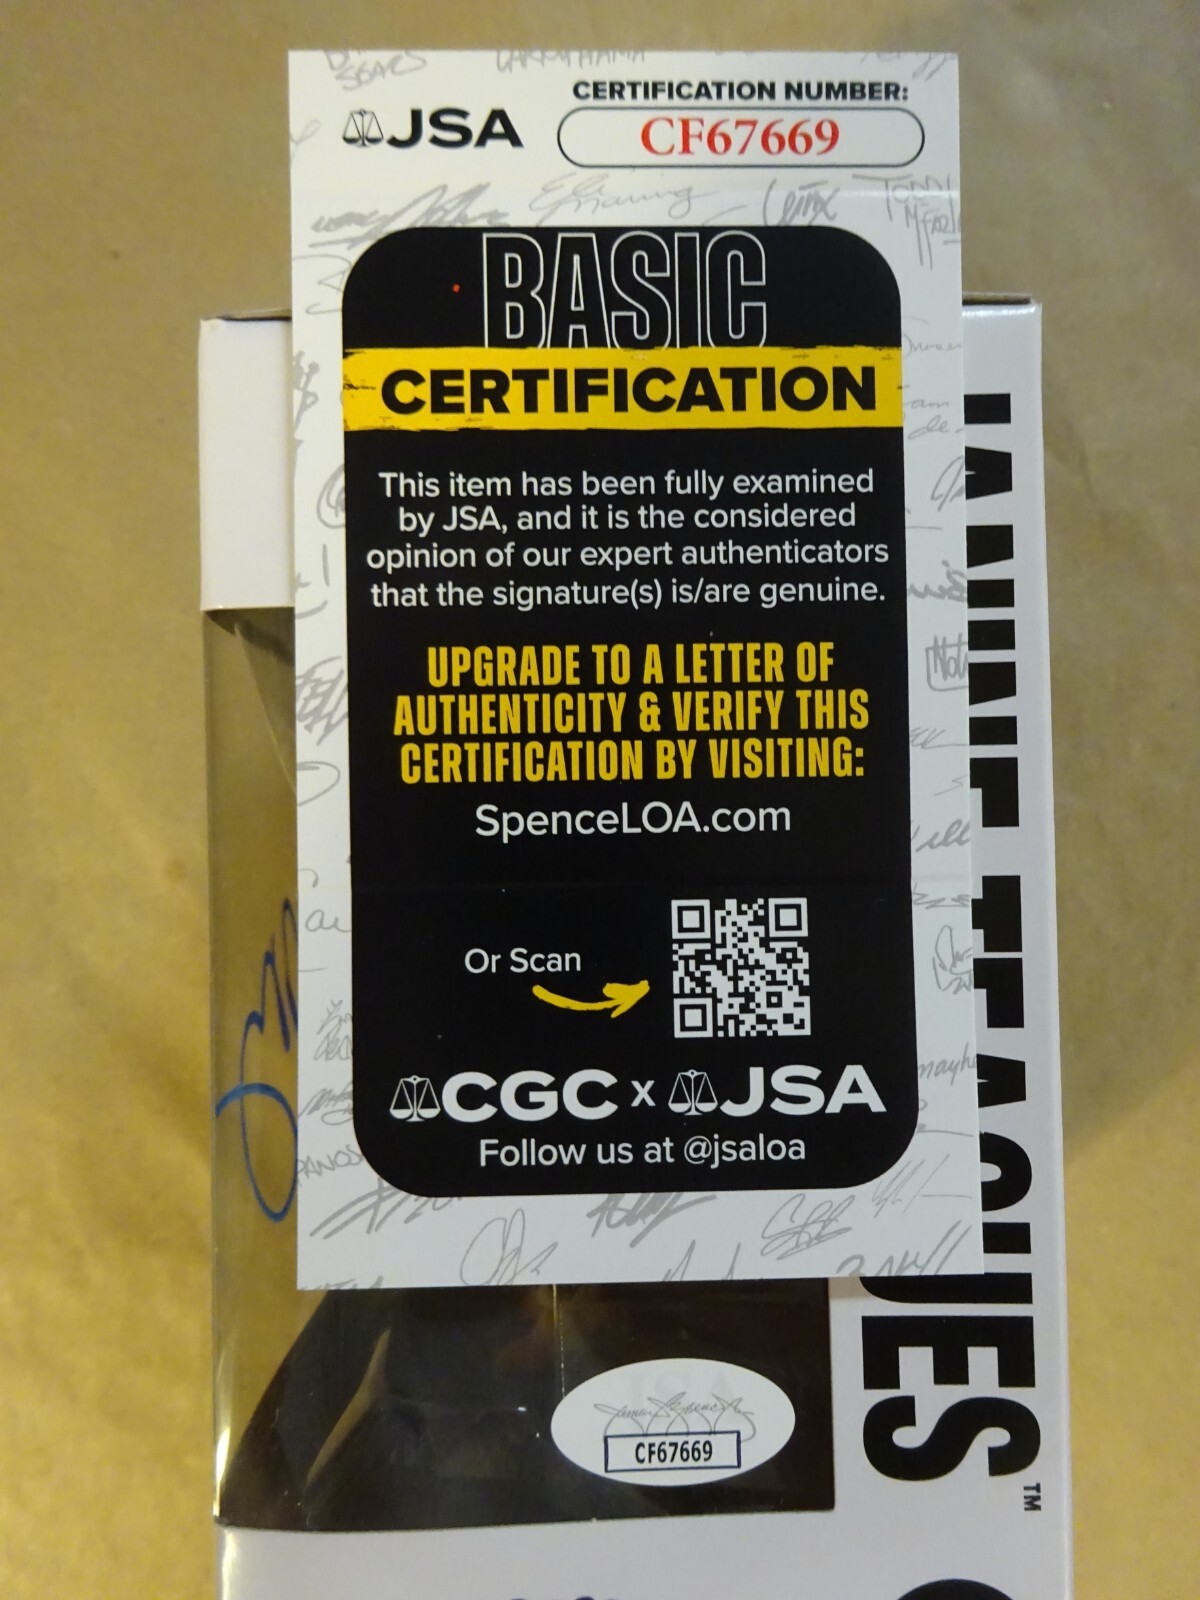 JSA
CERTIFICATION NUMBER:
CF67669
BASIC
CERTIFICATION
This item has been fully examined
by JSA, and it is the considered
opinion of our expert authenticators
that the signature(s) is/are genuine.
UPGRADE TO A LETTER OF
AUTHENTICITY & VERIFY THIS
CERTIFICATION BY VISITING:
SpenceLOA.com
Or Scan
CGC x JSA
Follow us at @jsaloa
CF67669
TM